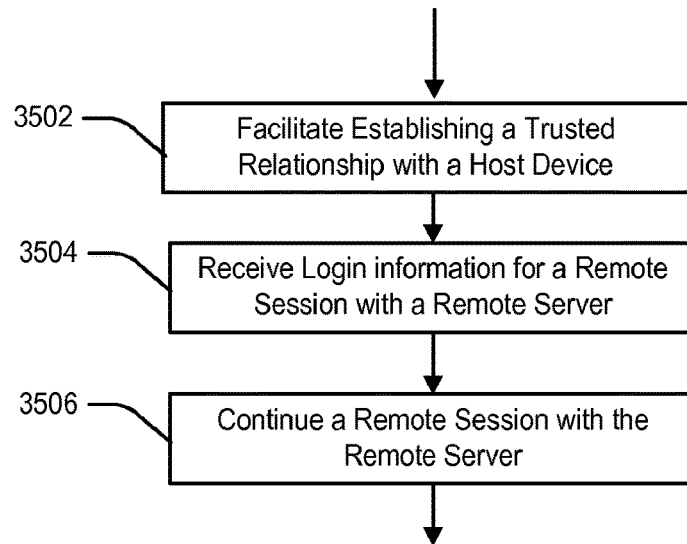 3502
Facilitate Establishing a Trusted
Relationship with a Host Device
3504
Receive Login information for a Remote
Session with a Remote Server
3506
Continue a Remote Session with the
Remote Server